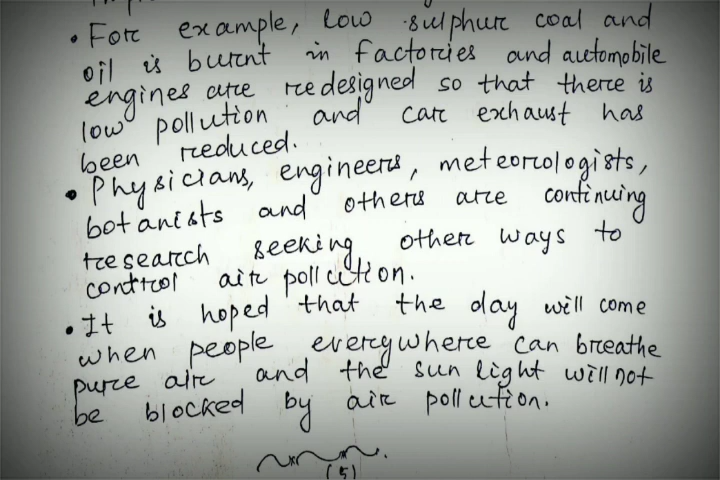 • For example, low sulphur coal and
oil is burnt in factories and automobile
engines are redesigned so that there is
low pollution and car exhaust has
been reduced.
• Physicians, engineers, meteorologists,
botanists and others are continuing
research seeking other ways to
control air pollution.
• It is hoped that the day will come
when people everywhere can breathe
pure air and the sun light will not
be blocked by air pollution.
(5)